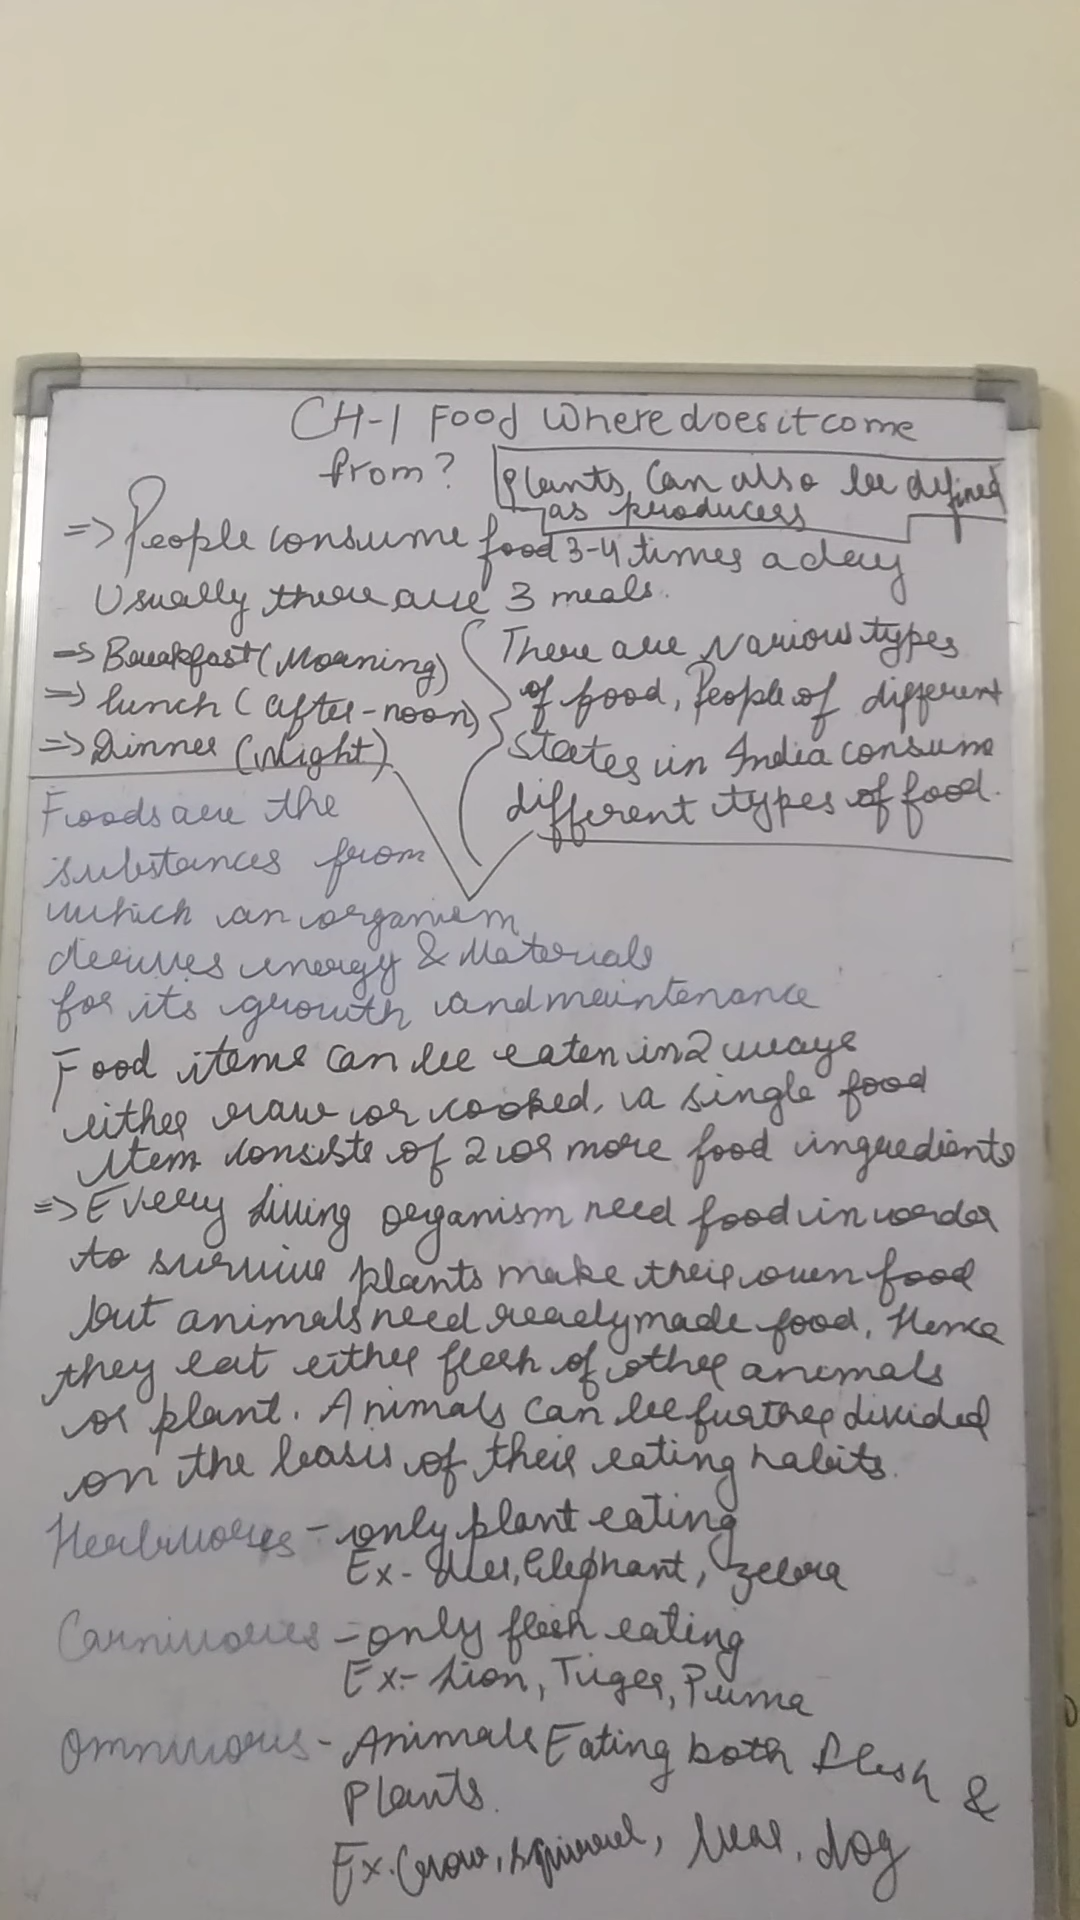 CH-1 Food Where does it come
from?
Plants can also be defined
as producers
=> People consume food 3-4 times a day
Usually there are 3 meals.
=> Breakfast (Morning)
=> lunch (after-noon)
=> Dinner (Night)
There are various types
of food, People of different
states in India consume
different types of food.
Foods are the
substances from
which an organism
derives energy & Materials
for its growth and maintenance
Food items can be eaten in 2 ways
either raw or cooked, a single food
item consists of 2 or more food ingredients
=> Every living organism need food in order
to survive plants make their own food
but animals need readymade food, Hence
they eat either flesh of other animals
or plant. Animals can be further divided
on the basis of their eating habits.
Herbivores - only plant eating
Ex- Deer, Elephant, Zebra
Carnivores - only flesh eating
Ex:- Lion, Tiger, Puma
Omnivores - Animals Eating both flesh &
Plants.
Ex. Crow, squirrel, bear, dog